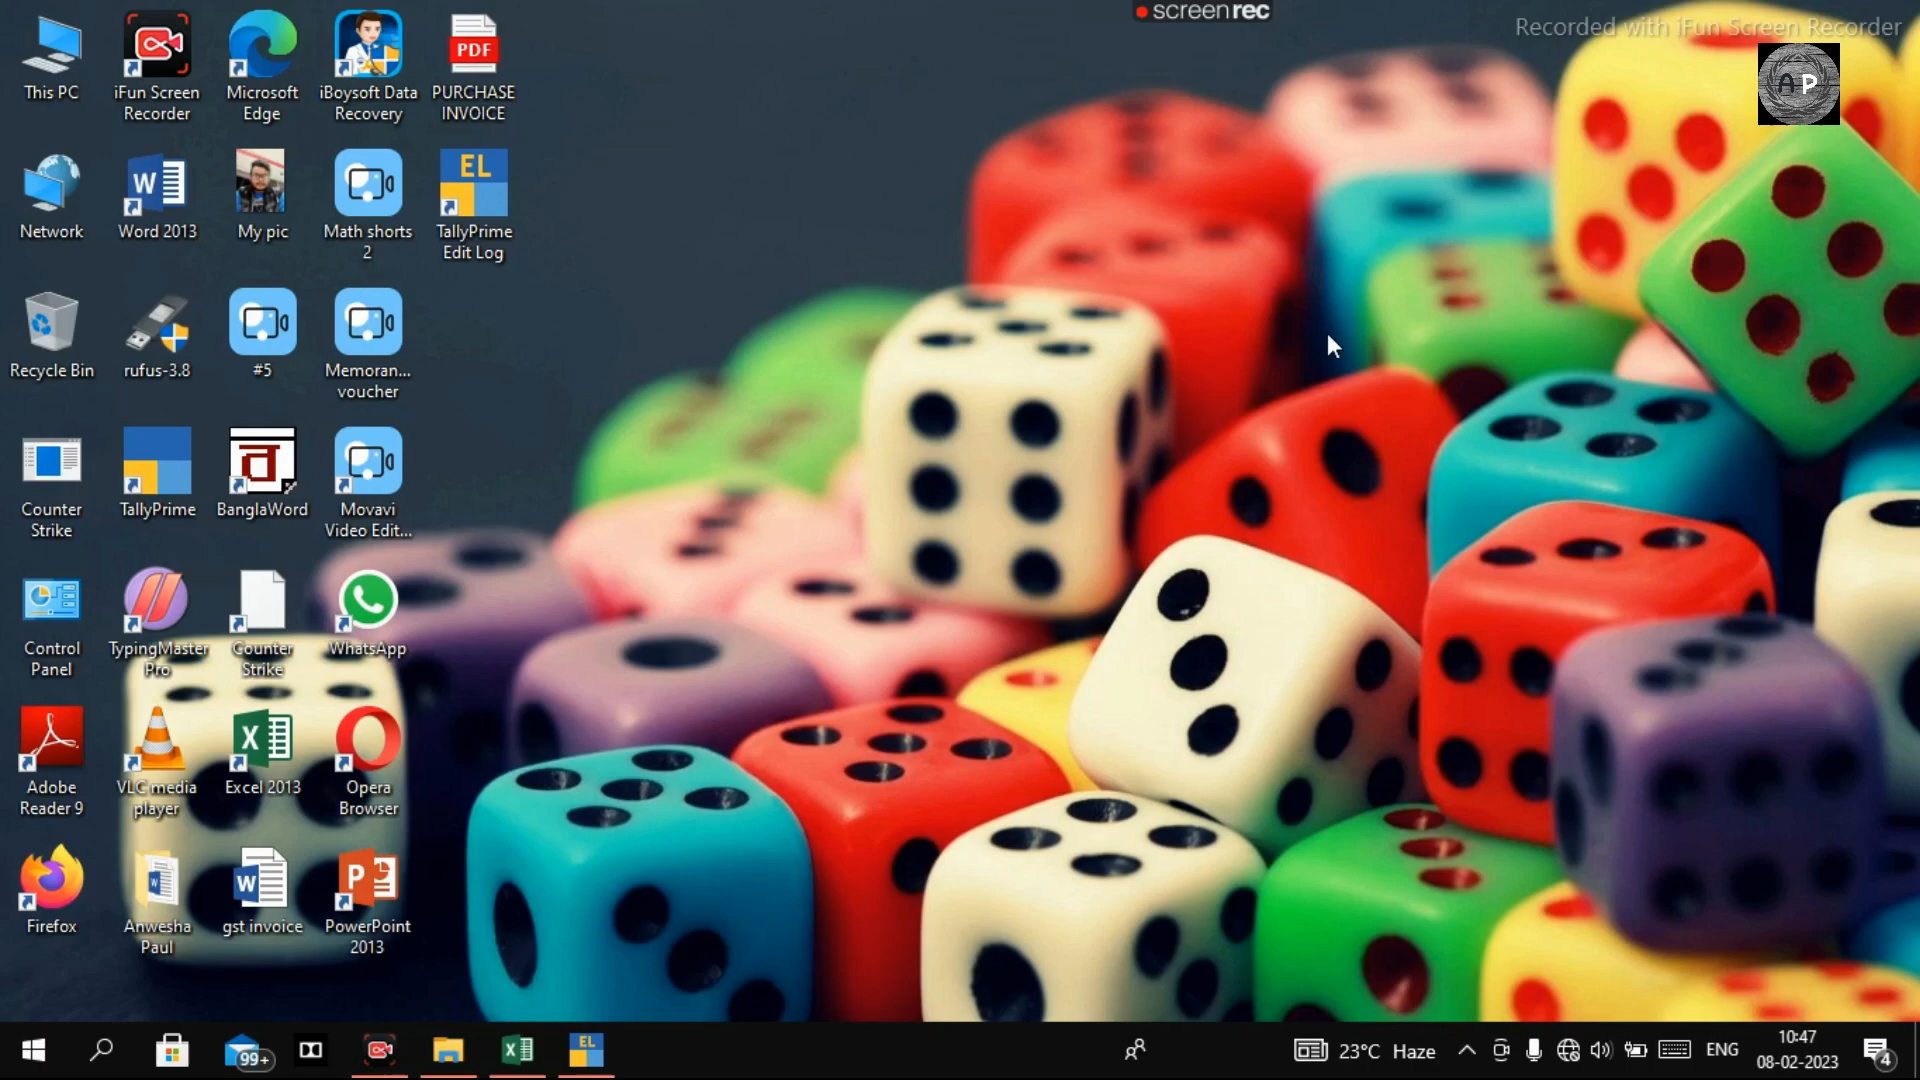 screenrec
Recorded with iFun Screen Recorder
AP
This PC
iFun Screen
Recorder
Microsoft
Edge
iBoysoft Data
Recovery
PDF
PURCHASE
INVOICE
Network
W
Word 2013
My pic
Math shorts
2
EL
TallyPrime
Edit Log
Recycle Bin
rufus-3.8
#5
Memoran...
voucher
Counter
Strike
TallyPrime
BanglaWord
Movavi
Video Edit...
Control
Panel
TypingMaster
Pro
Counter
Strike
WhatsApp
Adobe
Reader 9
VLC media
player
X
Excel 2013
Opera
Browser
Firefox
W
Anwesha
Paul
W
gst invoice
P
PowerPoint
2013
99+
X
EL
23°C Haze
ENG
10:47
08-02-2023
4